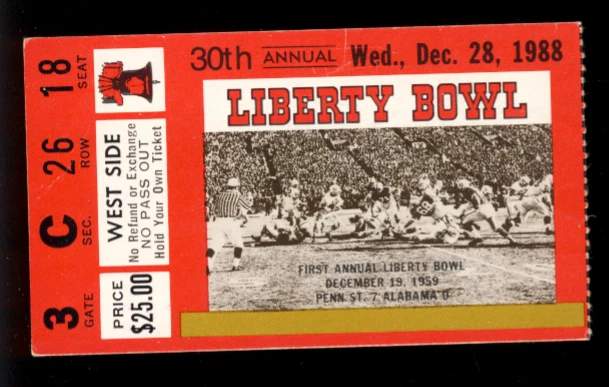 30th ANNUAL Wed., Dec. 28, 1988
LIBERTY BOWL
FIRST ANNUAL LIBERTY BOWL
DECEMBER 19, 1959
PENN ST. 7 ALABAMA 0
18
SEAT
26
ROW
C
SEC.
3
GATE
WEST SIDE
No Refund or Exchange
NO PASS OUT
Hold Your Own Ticket
PRICE
$25.00